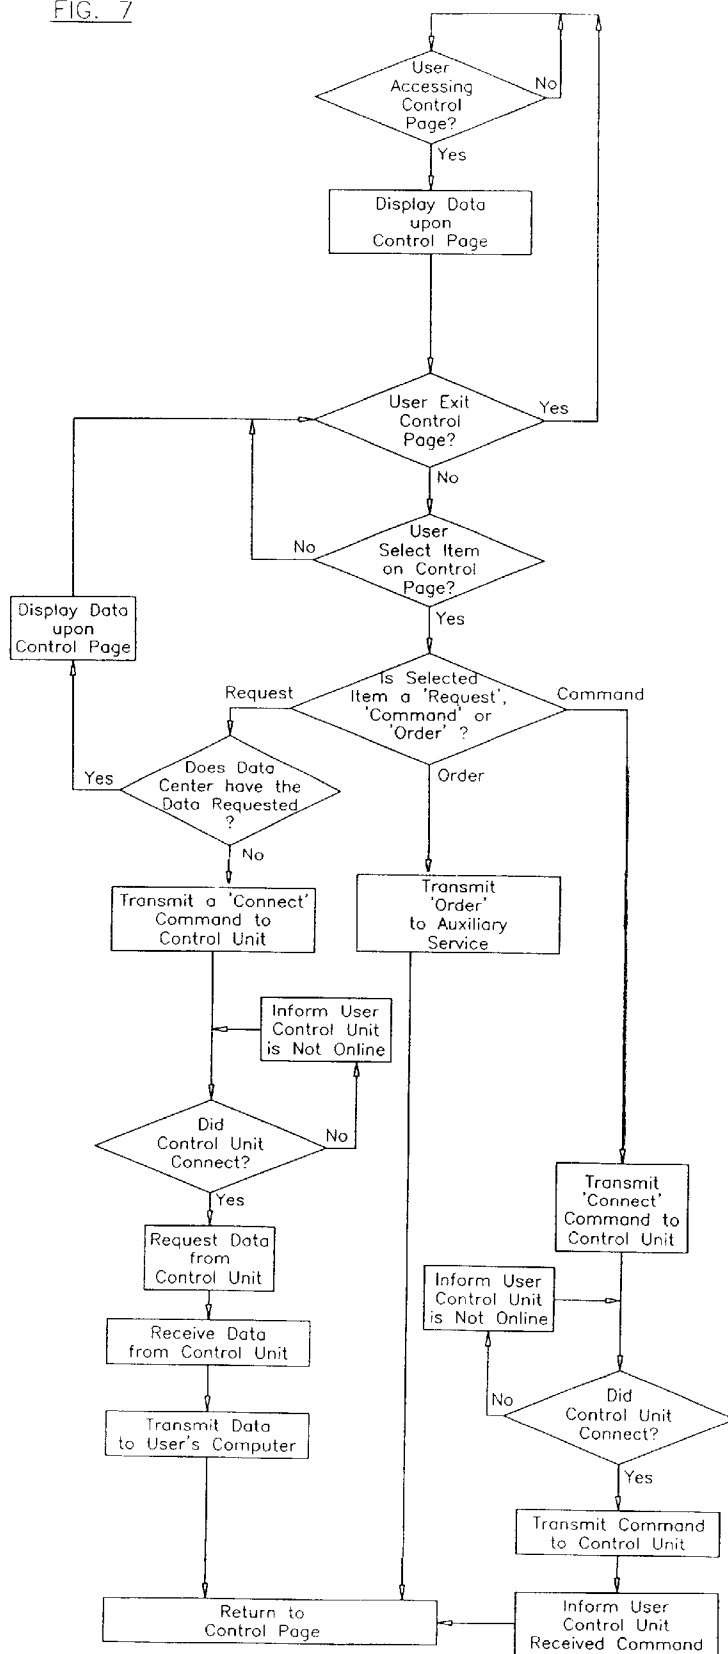 FIG. 7
User
Accessing
Control
Page?
No
Yes
Display Data
upon
Control Page
User Exit
Control
Page?
Yes
No
User
Select Item
on Control
Page?
No
Yes
Display Data
upon
Control Page
Is Selected
Item a 'Request',
'Command' or
'Order' ?
Request
Command
Order
Does Data
Center have the
Data Requested
?
Yes
No
Transmit a 'Connect'
Command to
Control Unit
Transmit
'Order'
to Auxiliary
Service
Inform User
Control Unit
is Not Online
Did
Control Unit
Connect?
No
Yes
Request Data
from
Control Unit
Receive Data
from Control Unit
Transmit Data
to User's Computer
Transmit
'Connect'
Command to
Control Unit
Inform User
Control Unit
is Not Online
Did
Control Unit
Connect?
No
Yes
Transmit Command
to Control Unit
Inform User
Control Unit
Received Command
Return to
Control Page